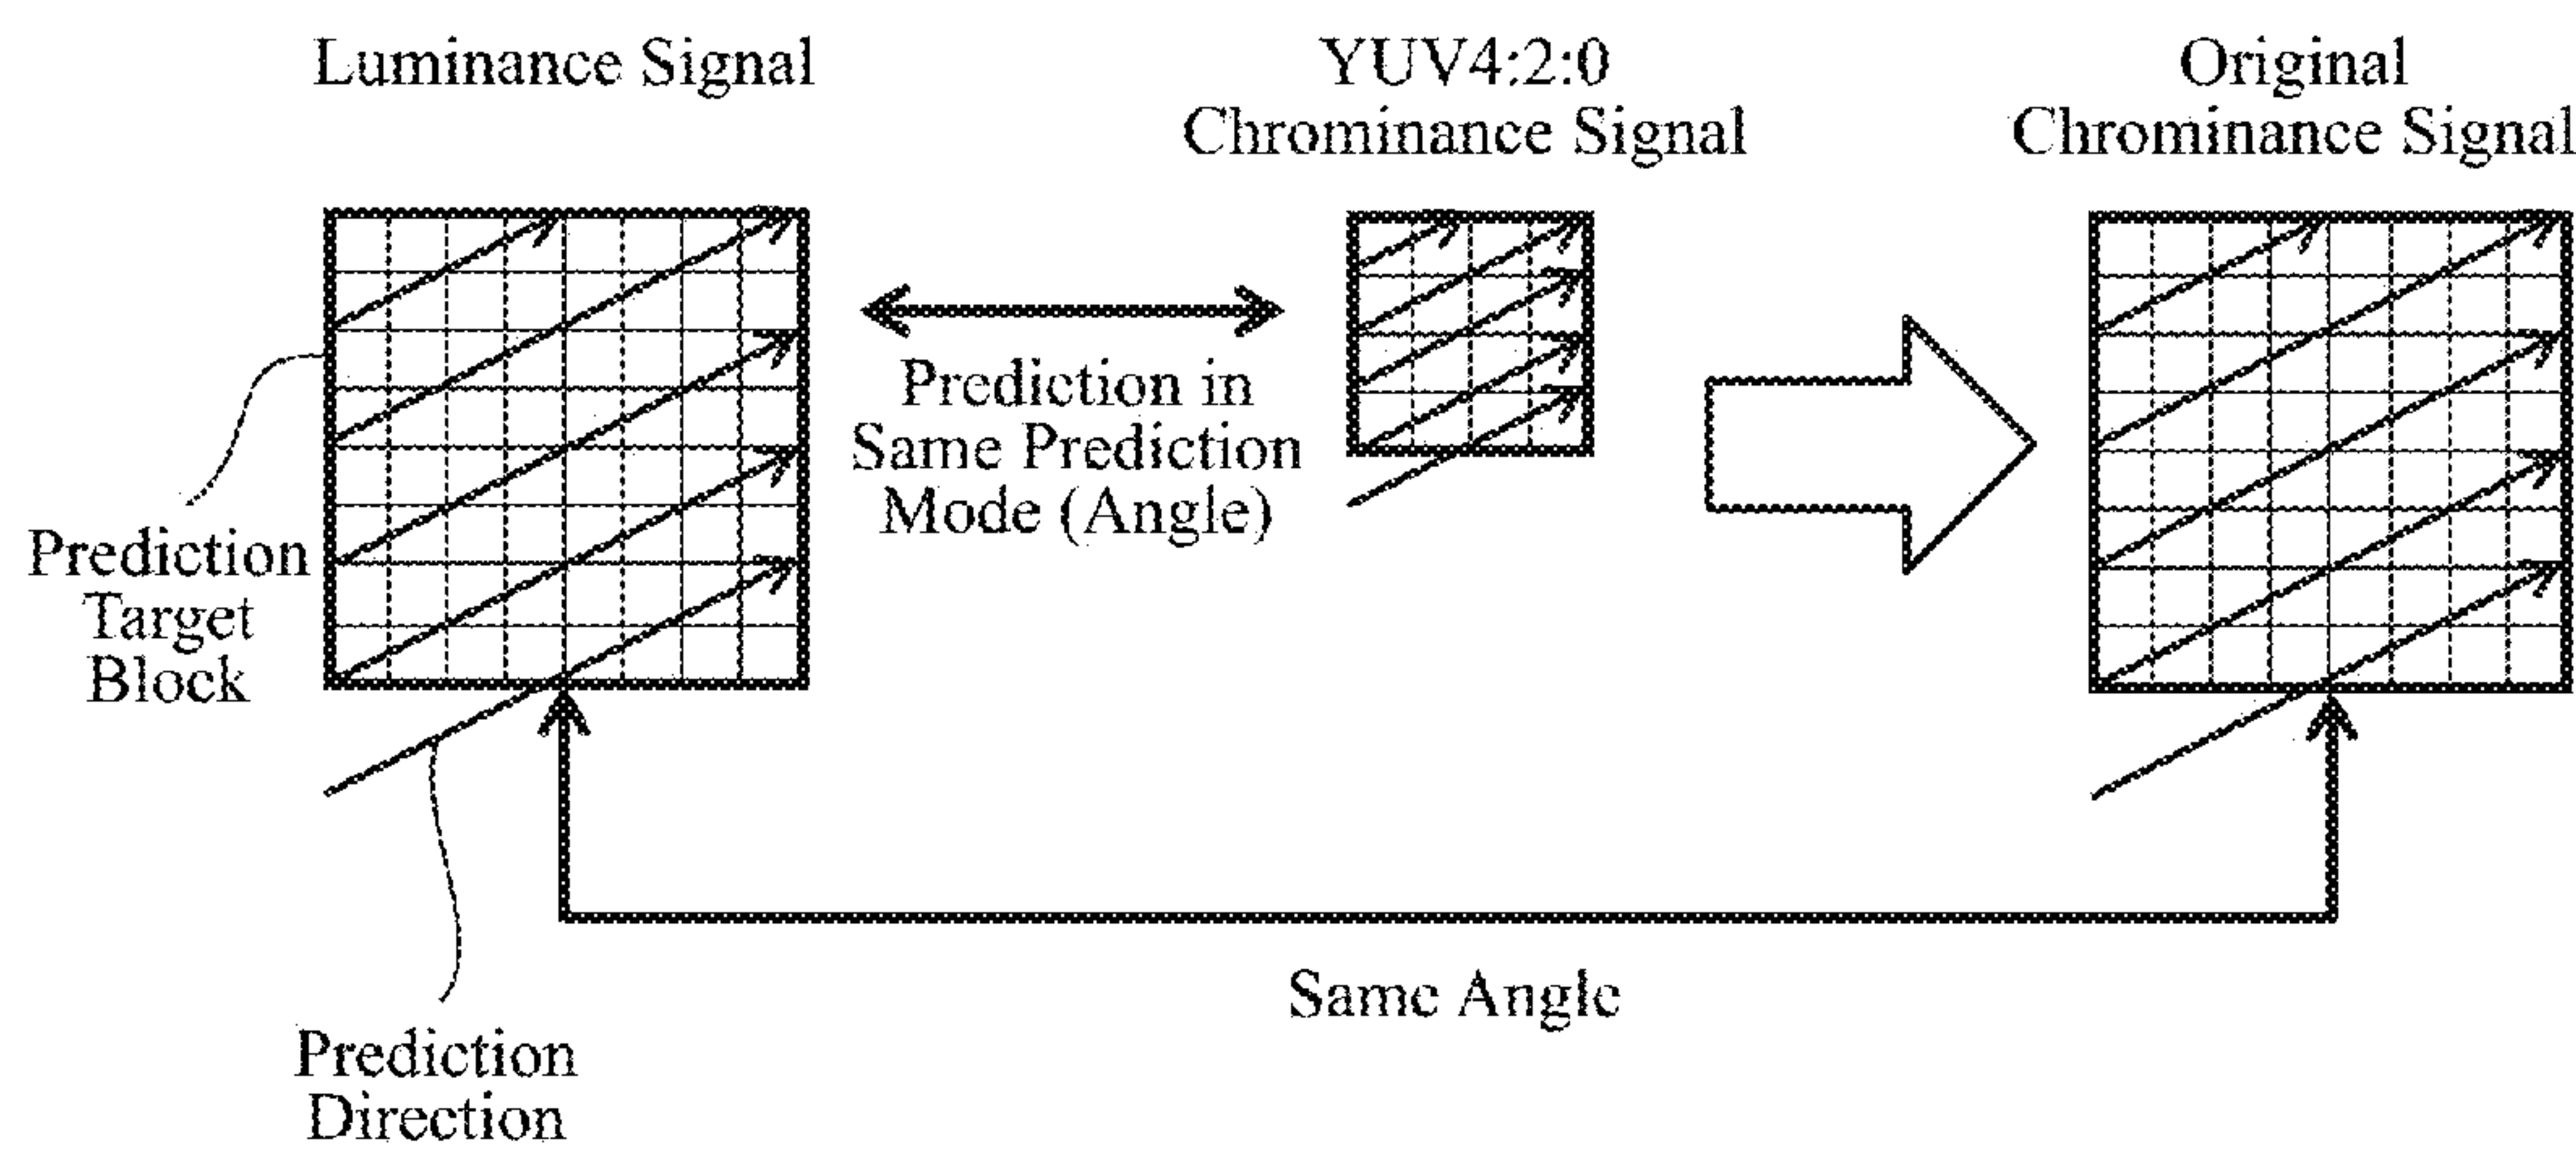 Luminance Signal
YUV4:2:0
Chrominance Signal
Original
Chrominance Signal
Prediction in
Same Prediction
Mode (Angle)
Prediction
Target
Block
Same Angle
Prediction
Direction